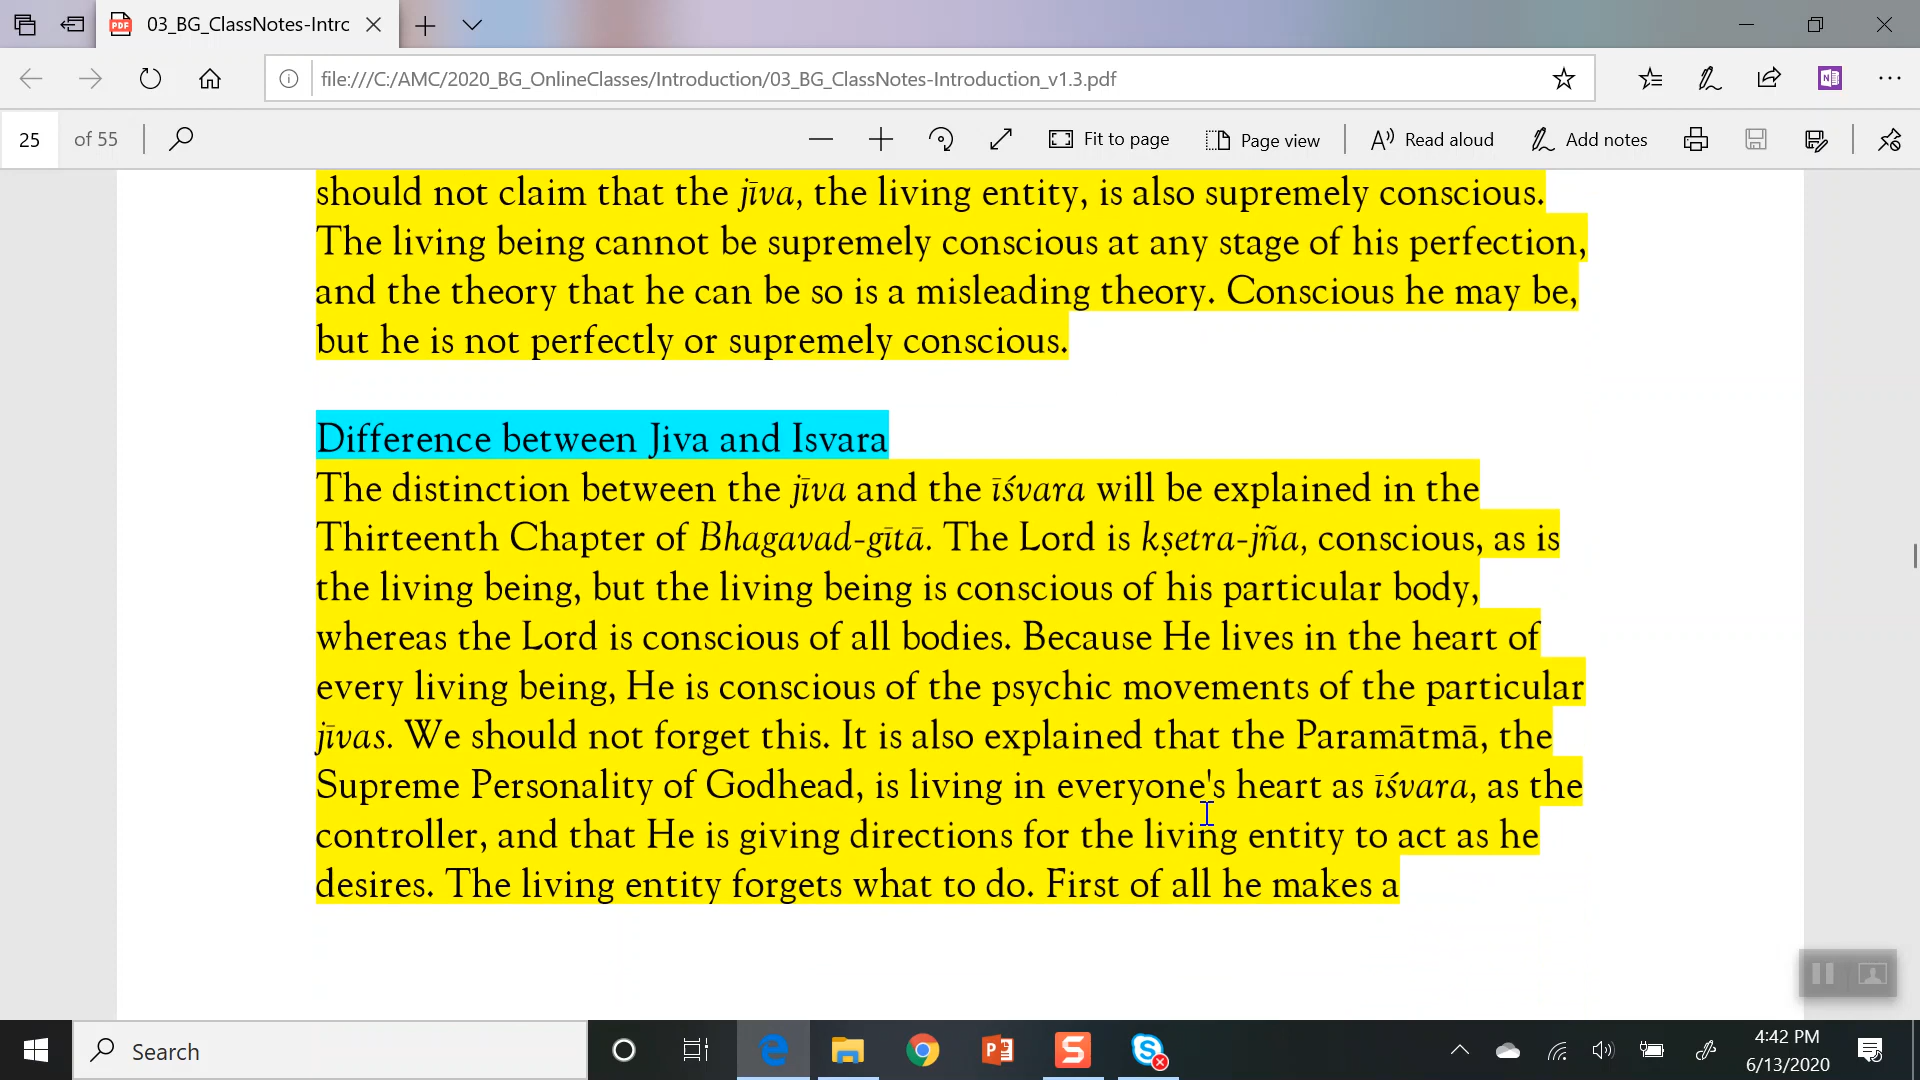 03_BG_ClassNotes-Intrc
file:///C:/AMC/2020_BG_OnlineClasses/Introduction/03_BG_ClassNotes-Introduction_v1.3.pdf
25 of 55 Fit to page Page view Read aloud Add notes
should not claim that the jīva, the living entity, is also supremely conscious.
The living being cannot be supremely conscious at any stage of his perfection,
and the theory that he can be so is a misleading theory. Conscious he may be,
but he is not perfectly or supremely conscious.
Difference between Jiva and Isvara
The distinction between the jīva and the īśvara will be explained in the
Thirteenth Chapter of Bhagavad-gītā. The Lord is kṣetra-jña, conscious, as is
the living being, but the living being is conscious of his particular body,
whereas the Lord is conscious of all bodies. Because He lives in the heart of
every living being, He is conscious of the psychic movements of the particular
jīvas. We should not forget this. It is also explained that the Paramātmā, the
Supreme Personality of Godhead, is living in everyone's heart as īśvara, as the
controller, and that He is giving directions for the living entity to act as he
desires. The living entity forgets what to do. First of all he makes a
Search
4:42 PM
6/13/2020